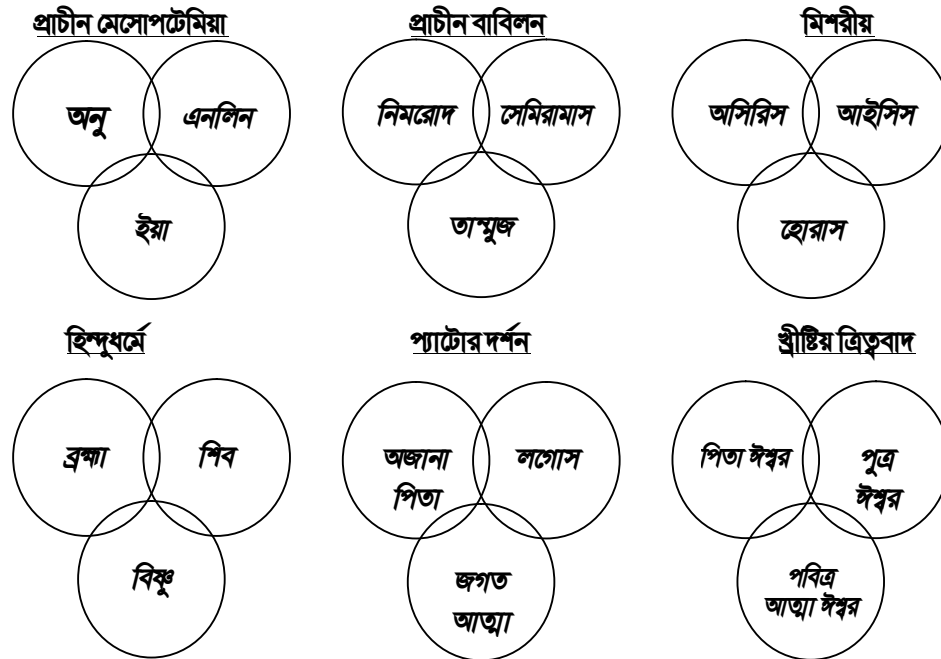 প্রাচীন মেসোপটেমিয়া
অনু
এনলিন
ইয়া
প্রাচীন বাবিলন
নিমরোদ
সেমিরামাস
তাম্মুজ
মিশরীয়
অসিরিস
আইসিস
হোরাস
হিন্দুধর্মে
ব্রহ্মা
শিব
বিষ্ণু
প্যাটোর দর্শন
অজানা
পিতা
লগোস
জগত
আত্মা
খ্রীষ্টিয় ত্রিত্ববাদ
পিতা ঈশ্বর
পুত্র
ঈশ্বর
পবিত্র
আত্মা ঈশ্বর